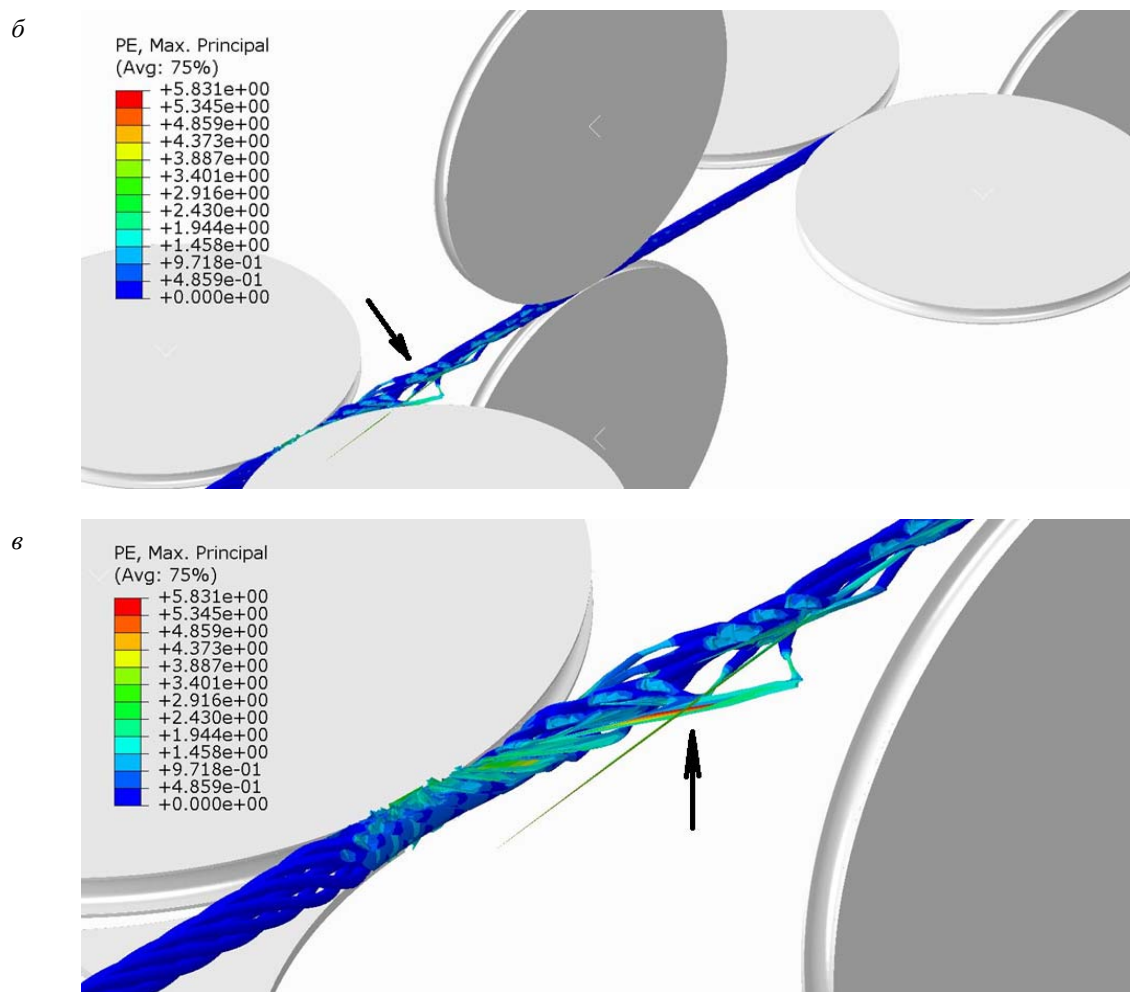 б
PE, Max. Principal
(Avg: 75%)
+5.831e+00
+5.345e+00
+4.859e+00
+4.373e+00
+3.887e+00
+3.401e+00
+2.916e+00
+2.430e+00
+1.944e+00
+1.458e+00
+9.718e-01
+4.859e-01
+0.000e+00
в
PE, Max. Principal
(Avg: 75%)
+5.831e+00
+5.345e+00
+4.859e+00
+4.373e+00
+3.887e+00
+3.401e+00
+2.916e+00
+2.430e+00
+1.944e+00
+1.458e+00
+9.718e-01
+4.859e-01
+0.000e+00